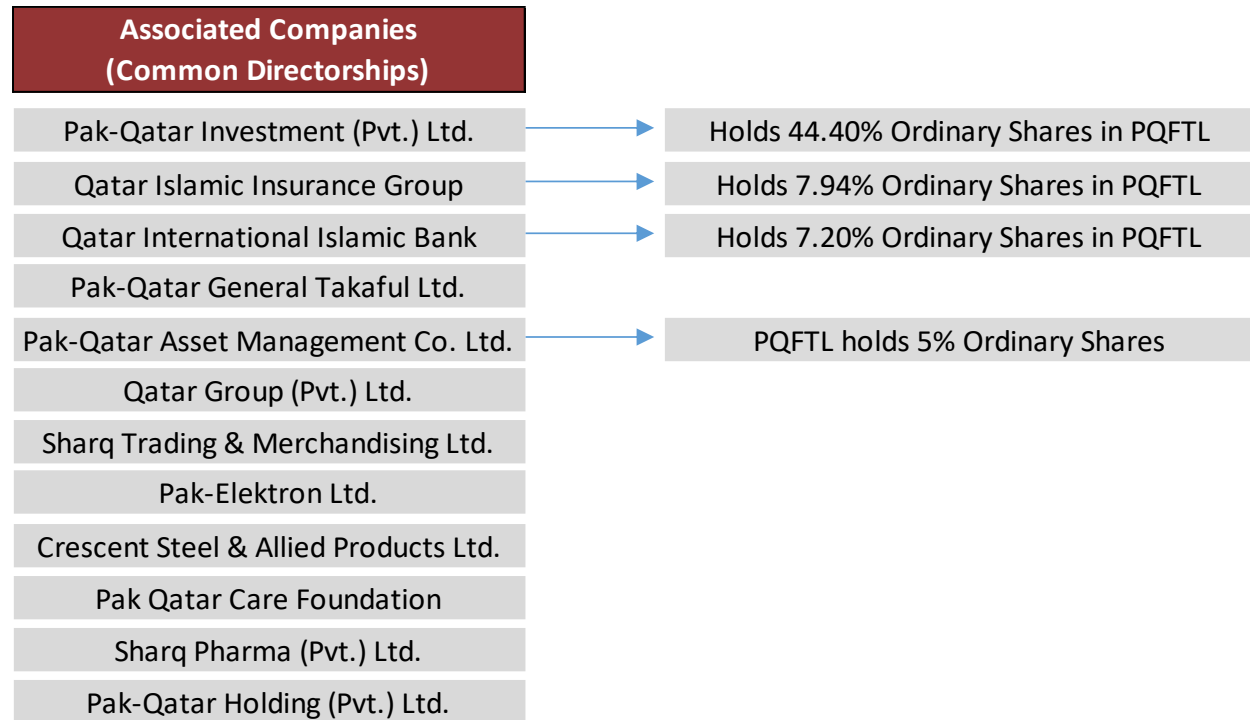 Associated Companies
(Common Directorships)
Pak-Qatar Investment (Pvt.) Ltd.
Holds 44.40% Ordinary Shares in PQFTL
Qatar Islamic Insurance Group
Holds 7.94% Ordinary Shares in PQFTL
Qatar International Islamic Bank
Holds 7.20% Ordinary Shares in PQFTL
Pak-Qatar General Takaful Ltd.
Pak-Qatar Asset Management Co. Ltd.
PQFTL holds 5% Ordinary Shares
Qatar Group (Pvt.) Ltd.
Sharq Trading & Merchandising Ltd.
Pak-Elektron Ltd.
Crescent Steel & Allied Products Ltd.
Pak Qatar Care Foundation
Sharq Pharma (Pvt.) Ltd.
Pak-Qatar Holding (Pvt.) Ltd.